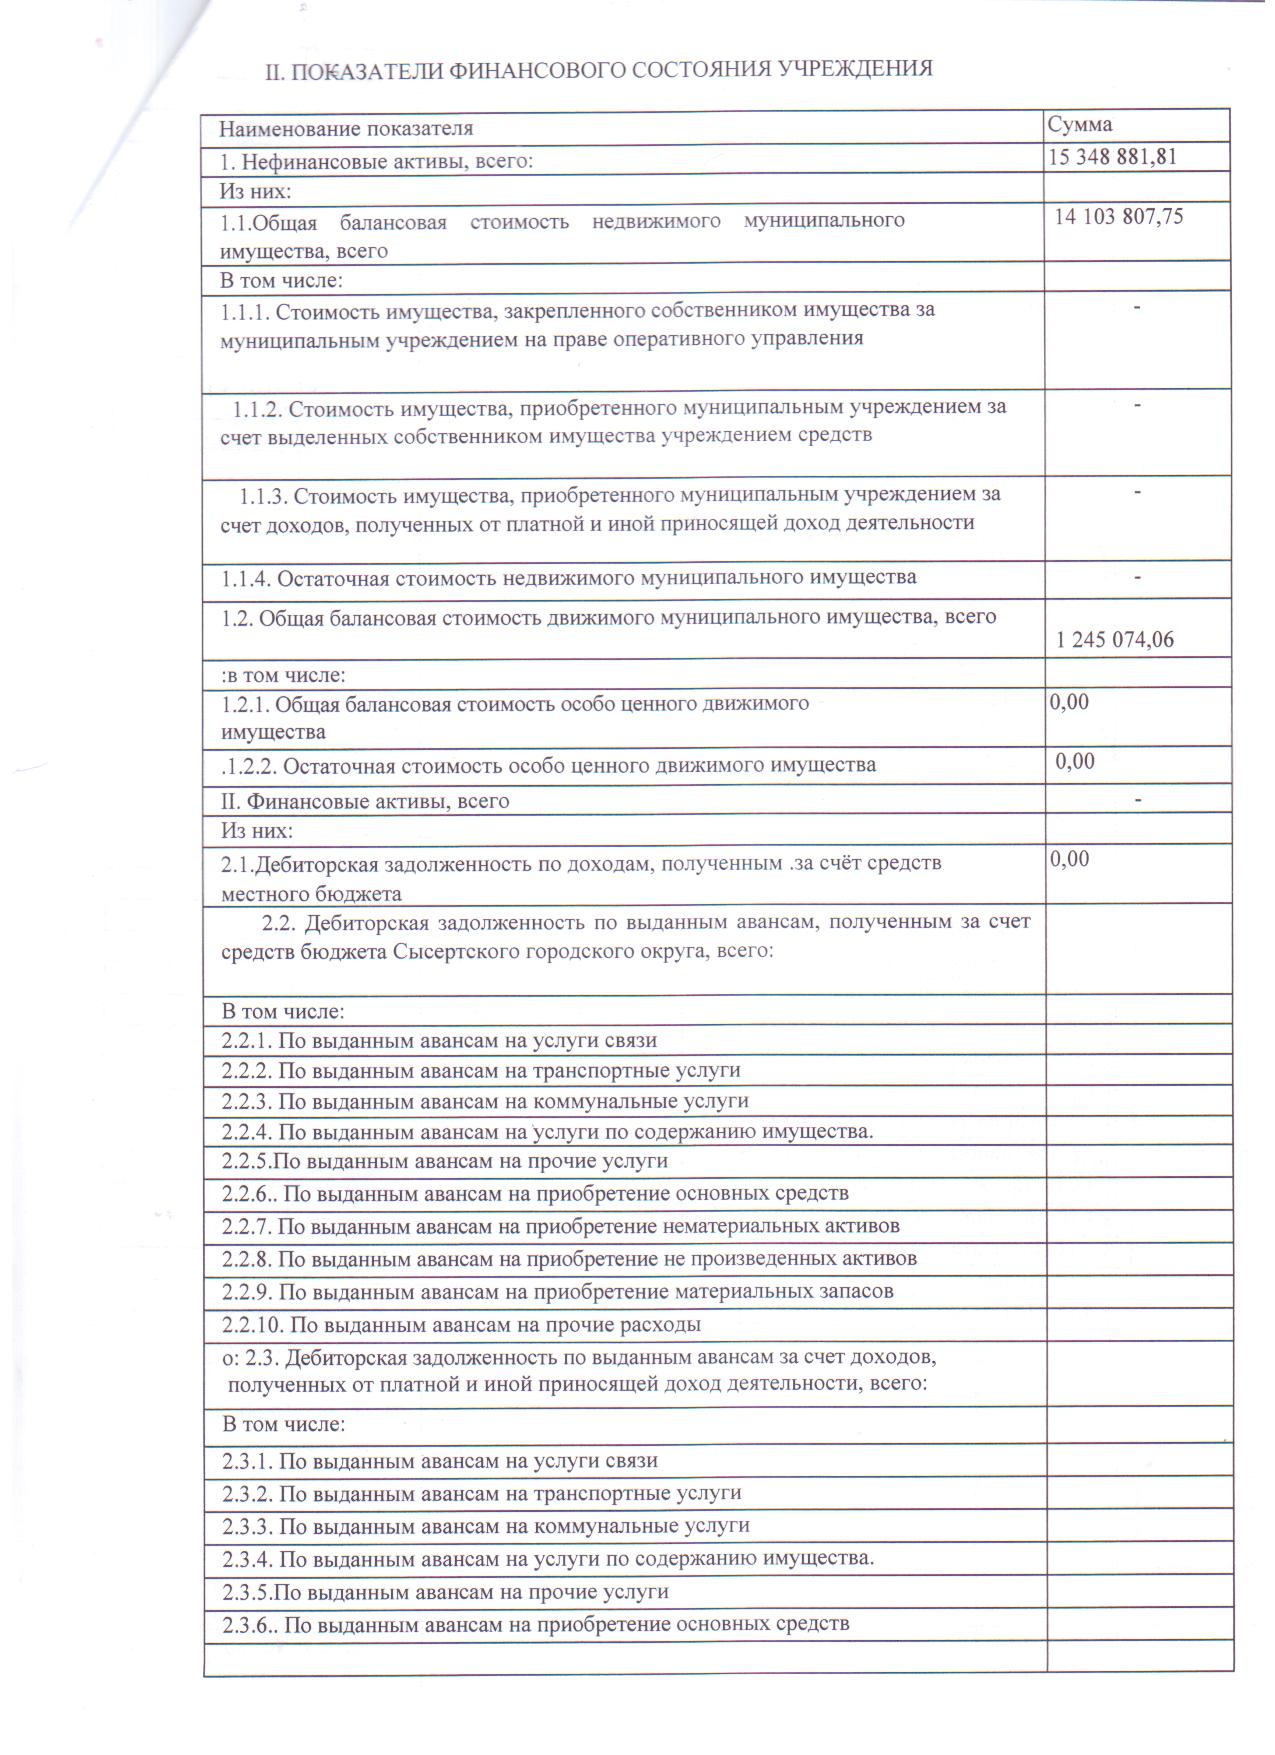 II. ПОКАЗАТЕЛИ ФИНАНСОВОГО СОСТОЯНИЯ УЧРЕЖДЕНИЯ
Наименование показателя Сумма
1. Нефинансовые активы, всего: 15 348 881,81
Из них:
1.1.Общая балансовая стоимость недвижимого муниципального 14 103 807,75
имущества, всего
В том числе:
1.1.1. Стоимость имущества, закрепленного собственником имущества за -
муниципальным учреждением на праве оперативного управления
1.1.2. Стоимость имущества, приобретенного муниципальным учреждением за -
счет выделенных собственником имущества учреждением средств
1.1.3. Стоимость имущества, приобретенного муниципальным учреждением за -
счет доходов, полученных от платной и иной приносящей доход деятельности
1.1.4. Остаточная стоимость недвижимого муниципального имущества -
1.2. Общая балансовая стоимость движимого муниципального имущества, всего
1 245 074,06
:в том числе:
1.2.1. Общая балансовая стоимость особо ценного движимого 0,00
имущества
.1.2.2. Остаточная стоимость особо ценного движимого имущества 0,00
II. Финансовые активы, всего -
Из них:
2.1.Дебиторская задолженность по доходам, полученным .за счёт средств 0,00
местного бюджета
2.2. Дебиторская задолженность по выданным авансам, полученным за счет
средств бюджета Сысертского городского округа, всего:
В том числе:
2.2.1. По выданным авансам на услуги связи
2.2.2. По выданным авансам на транспортные услуги
2.2.3. По выданным авансам на коммунальные услуги
2.2.4. По выданным авансам на услуги по содержанию имущества.
2.2.5.По выданным авансам на прочие услуги
2.2.6.. По выданным авансам на приобретение основных средств
2.2.7. По выданным авансам на приобретение нематериальных активов
2.2.8. По выданным авансам на приобретение не произведенных активов
2.2.9. По выданным авансам на приобретение материальных запасов
2.2.10. По выданным авансам на прочие расходы
о: 2.3. Дебиторская задолженность по выданным авансам за счет доходов,
полученных от платной и иной приносящей доход деятельности, всего:
В том числе:
2.3.1. По выданным авансам на услуги связи
2.3.2. По выданным авансам на транспортные услуги
2.3.3. По выданным авансам на коммунальные услуги
2.3.4. По выданным авансам на услуги по содержанию имущества.
2.3.5.По выданным авансам на прочие услуги
2.3.6.. По выданным авансам на приобретение основных средств